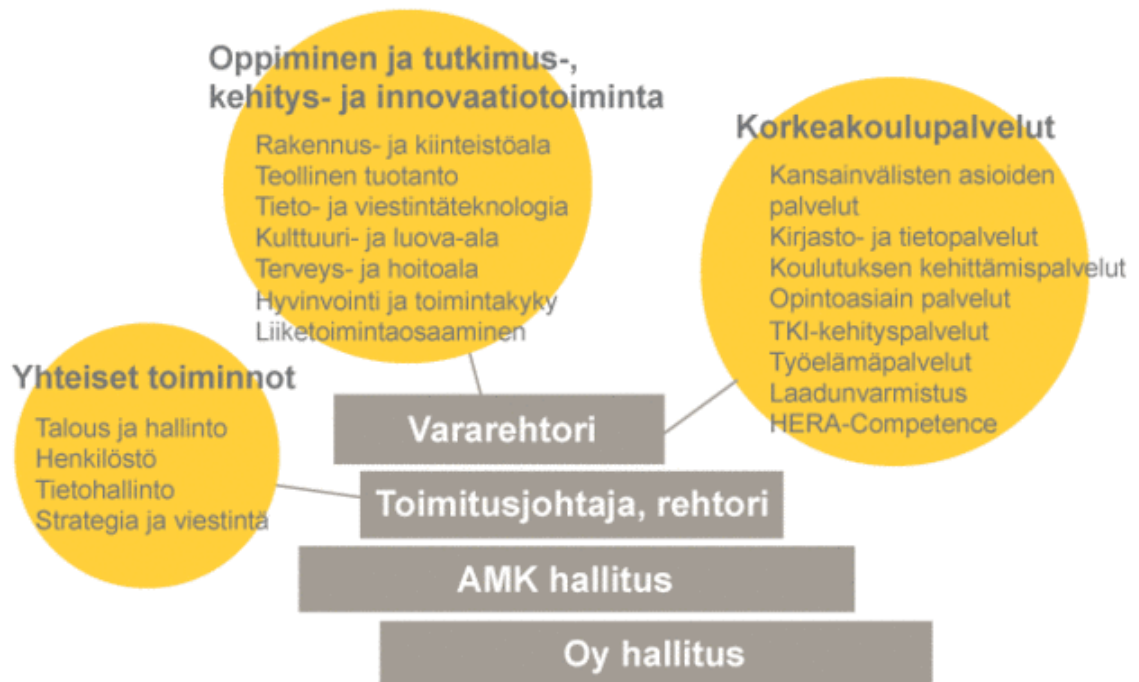 Oppiminen ja tutkimus-,
kehitys- ja innovaatiotoiminta
Rakennus- ja kiinteistöala
Teollinen tuotanto
Tieto- ja viestintäteknologia
Kulttuuri- ja luova-ala
Terveys- ja hoitoala
Hyvinvointi ja toimintakyky
Liiketoimintaosaaminen
Korkeakoulupalvelut
Kansainvälisten asioiden
palvelut
Kirjasto- ja tietopalvelut
Koulutuksen kehittämispalvelut
Opintoasiain palvelut
TKI-kehityspalvelut
Työelämäpalvelut
Laadunvarmistus
HERA-Competence
Yhteiset toiminnot
Talous ja hallinto
Henkilöstö
Tietohallinto
Strategia ja viestintä
Vararehtori
Toimitusjohtaja, rehtori
AMK hallitus
Oy hallitus